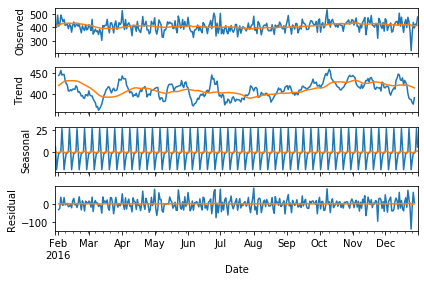 Observed
500
400
300
Trend
450
400
Seasonal
25
0
Residual
0
−100
Feb
2016
Mar
Apr
May
Jun
Jul
Aug
Sep
Oct
Nov
Dec
Date